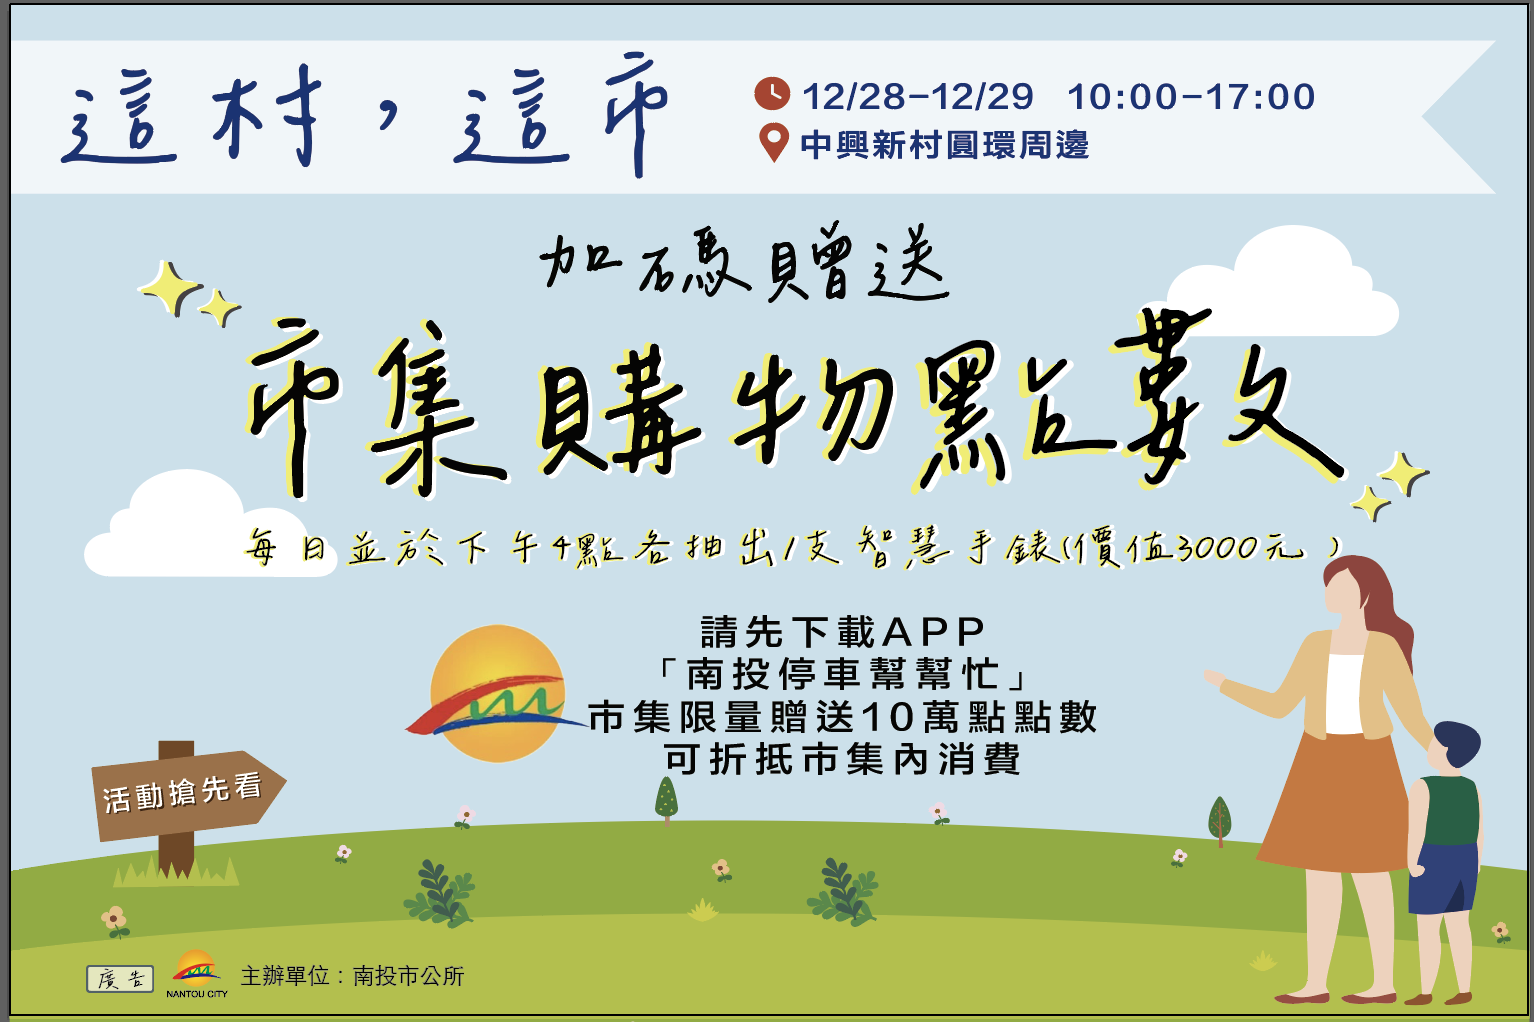 這村，這市
12/28-12/29 10:00-17:00
中興新村圓環周邊
加碼贈送
市集購物點數
每日並於下午4點各抽出1支智慧手錶(價值3000元)
請先下載APP
「南投停車幫幫忙」
市集限量贈送10萬點點數
可折抵市集內消費
活動搶先看
廣告
NANTOU CITY
主辦單位：南投市公所